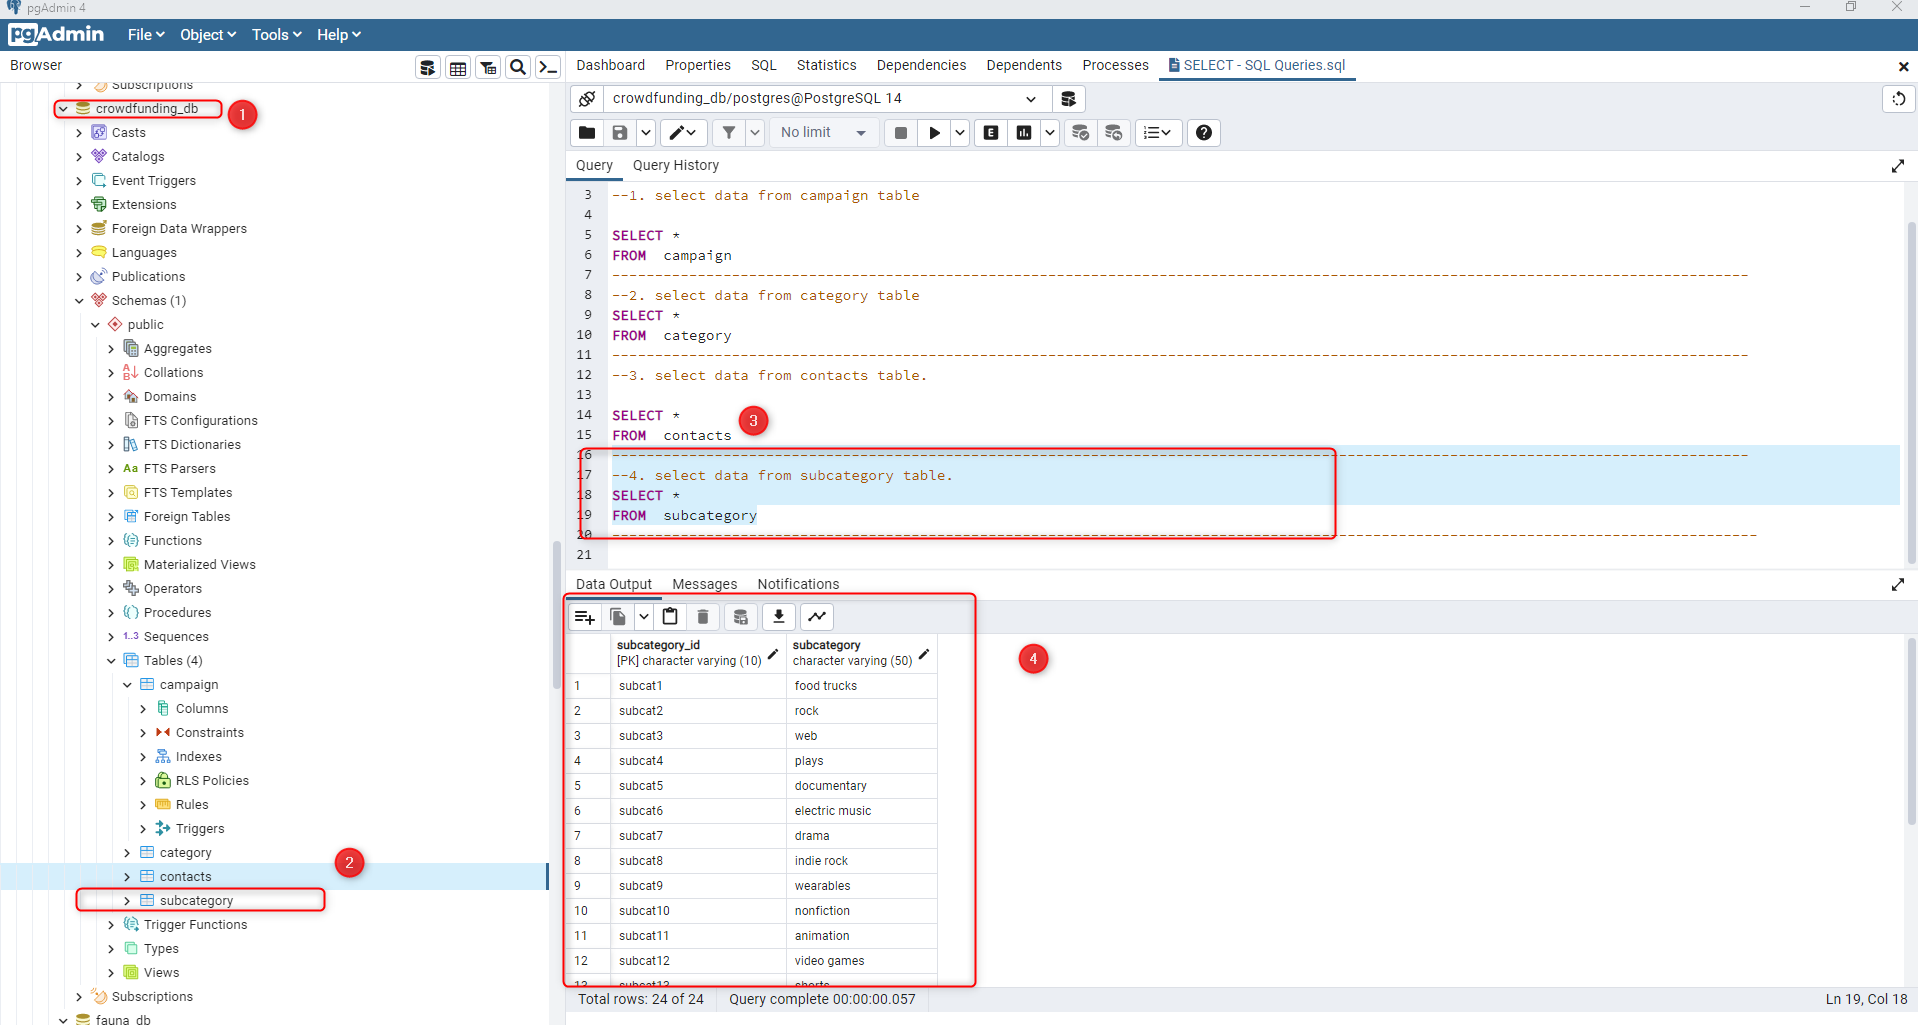 pgAdmin 4
pgAdmin File Object Tools Help
Browser
Dashboard Properties SQL Statistics Dependencies Dependents Processes SELECT - SQL Queries.sql
Subscriptions
crowdfunding_db
1
Casts
Catalogs
Event Triggers
Extensions
Foreign Data Wrappers
Languages
Publications
Schemas (1)
public
Aggregates
Collations
Domains
FTS Configurations
FTS Dictionaries
Aa FTS Parsers
FTS Templates
Foreign Tables
Functions
Materialized Views
Operators
Procedures
1..3 Sequences
Tables (4)
campaign
Columns
Constraints
Indexes
RLS Policies
Rules
Triggers
category
2
contacts
subcategory
Trigger Functions
Types
Views
Subscriptions
fauna_db
crowdfunding_db/postgres@PostgreSQL 14
No limit
E
Query Query History
3 --1. select data from campaign table
4
5 SELECT *
6 FROM campaign
7 ------------------------------------------------------------------------------------------------------------------------------------
8 --2. select data from category table
9 SELECT *
10 FROM category
11 ------------------------------------------------------------------------------------------------------------------------------------
12 --3. select data from contacts table.
13
14 SELECT *
3
15 FROM contacts
16 ------------------------------------------------------------------------------------------------------------------------------------
17 --4. select data from subcategory table.
18 SELECT *
19 FROM subcategory
20 -------------------------------------------------------------------------------------------------------------------------------------
21
Data Output Messages Notifications
subcategory_id subcategory
[PK] character varying (10) character varying (50)
4
1 subcat1 food trucks
2 subcat2 rock
3 subcat3 web
4 subcat4 plays
5 subcat5 documentary
6 subcat6 electric music
7 subcat7 drama
8 subcat8 indie rock
9 subcat9 wearables
10 subcat10 nonfiction
11 subcat11 animation
12 subcat12 video games
13 subcat13 shorts
Total rows: 24 of 24 Query complete 00:00:00.057
Ln 19, Col 18